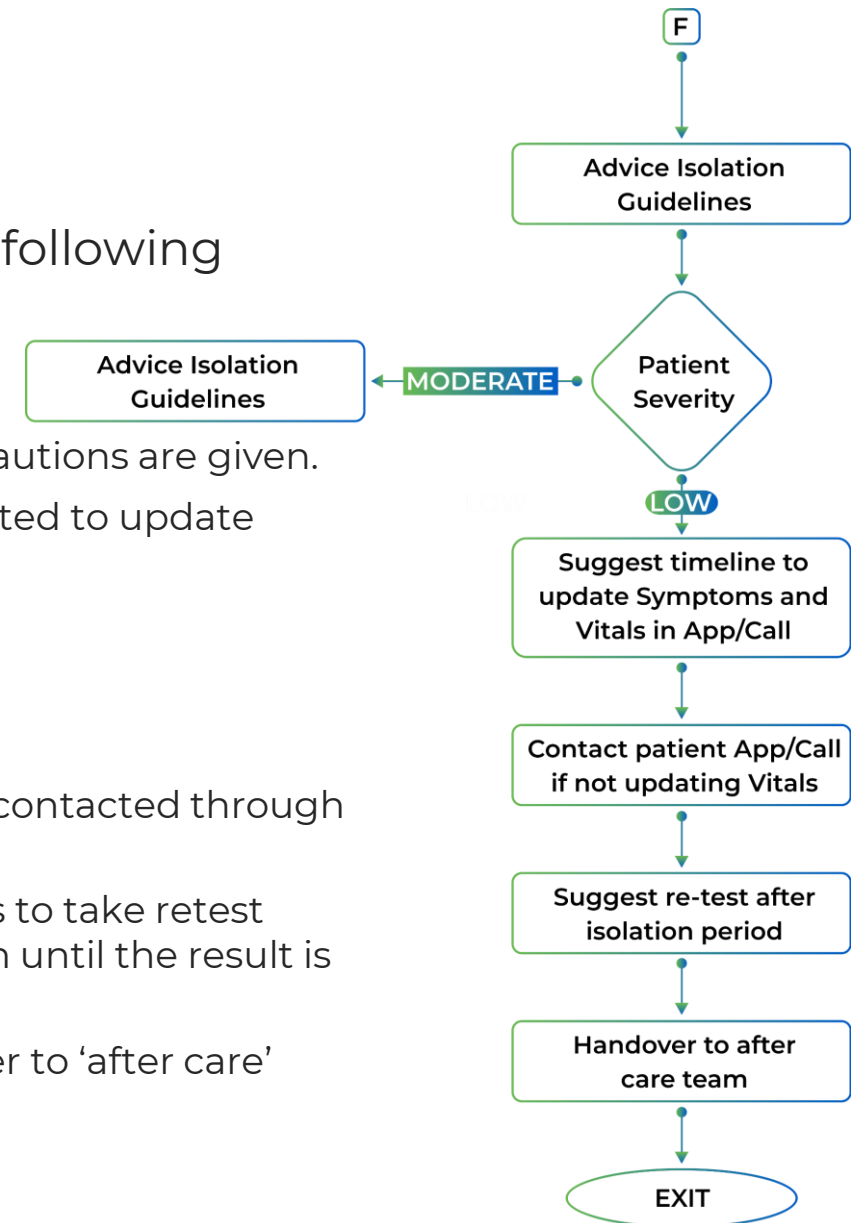 F
Advice Isolation
Guidelines
following
Advice Isolation
Guidelines
MODERATE
Patient
Severity
autions are given.
ted to update
LOW
Suggest timeline to
update Symptoms and
Vitals in App/Call
Contact patient App/Call
if not updating Vitals
contacted through
s to take retest
n until the result is
Suggest re-test after
isolation period
er to ‘after care’
Handover to after
care team
EXIT